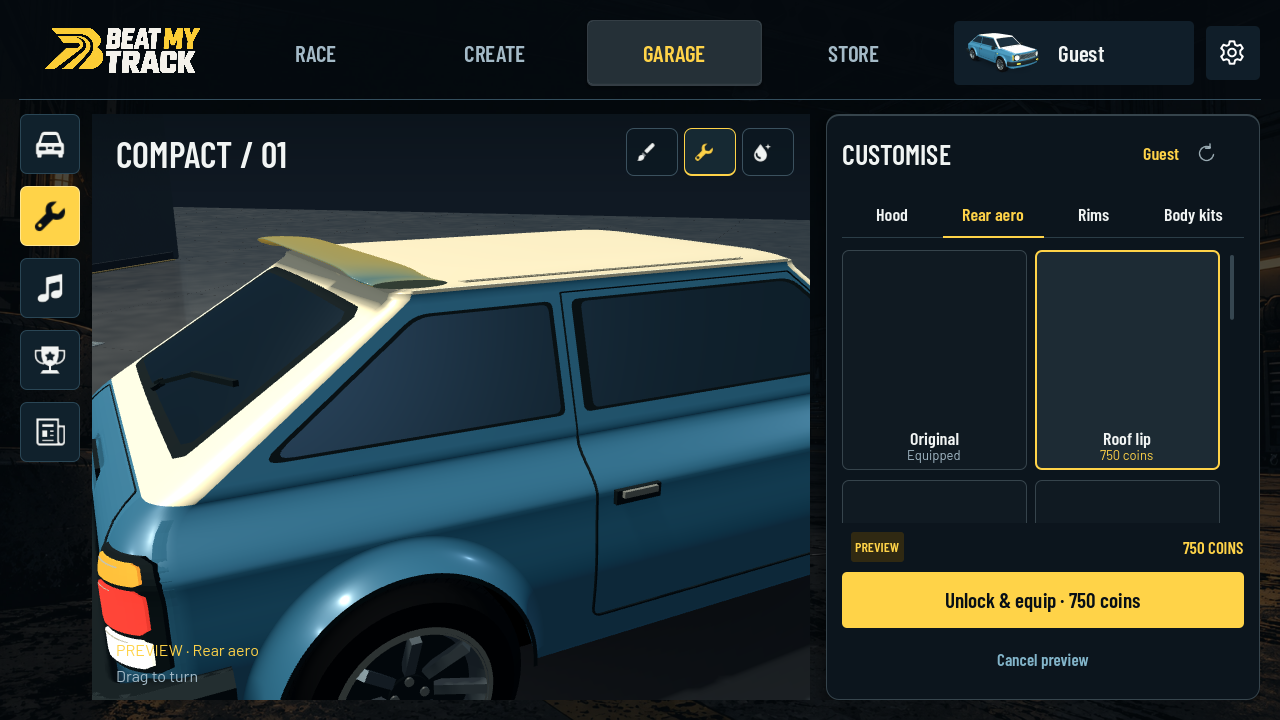 BEAT MY
TRACK
RACE
CREATE
GARAGE
STORE
Guest
COMPACT / 01
CUSTOMISE
Guest
Hood
Rear aero
Rims
Body kits
Original
Equipped
Roof lip
750 coins
PREVIEW
750 COINS
Unlock & equip · 750 coins
Cancel preview
PREVIEW · Rear aero
Drag to turn